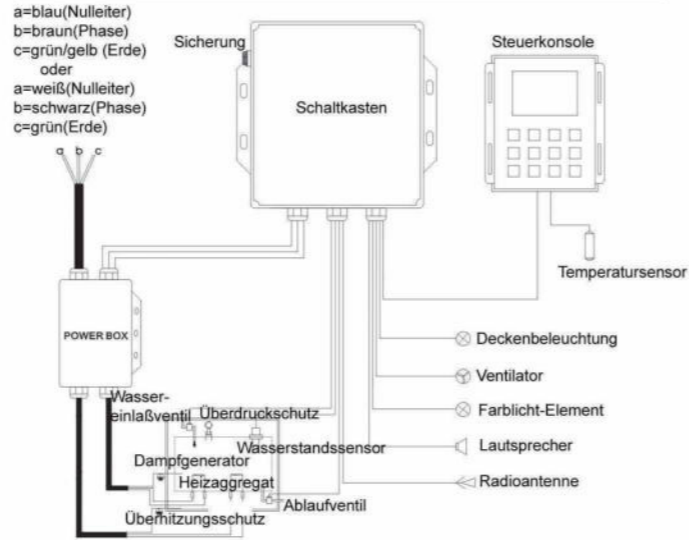 a=blau(Nulleiter)
b=braun(Phase)
c=grün/gelb (Erde)
oder
a=weiß(Nulleiter)
b=schwarz(Phase)
c=grün(Erde)
a b c
Sicherung
Schaltkasten
Steuerkonsole
Temperatursensor
POWER BOX
Deckenbeleuchtung
Ventilator
Farblicht-Element
Lautsprecher
Radioantenne
Wasser-
einlaßventil
Überdruckschutz
Wasserstandssensor
Dampfgenerator
Heizaggregat
Ablaufventil
Überhitzungsschutz